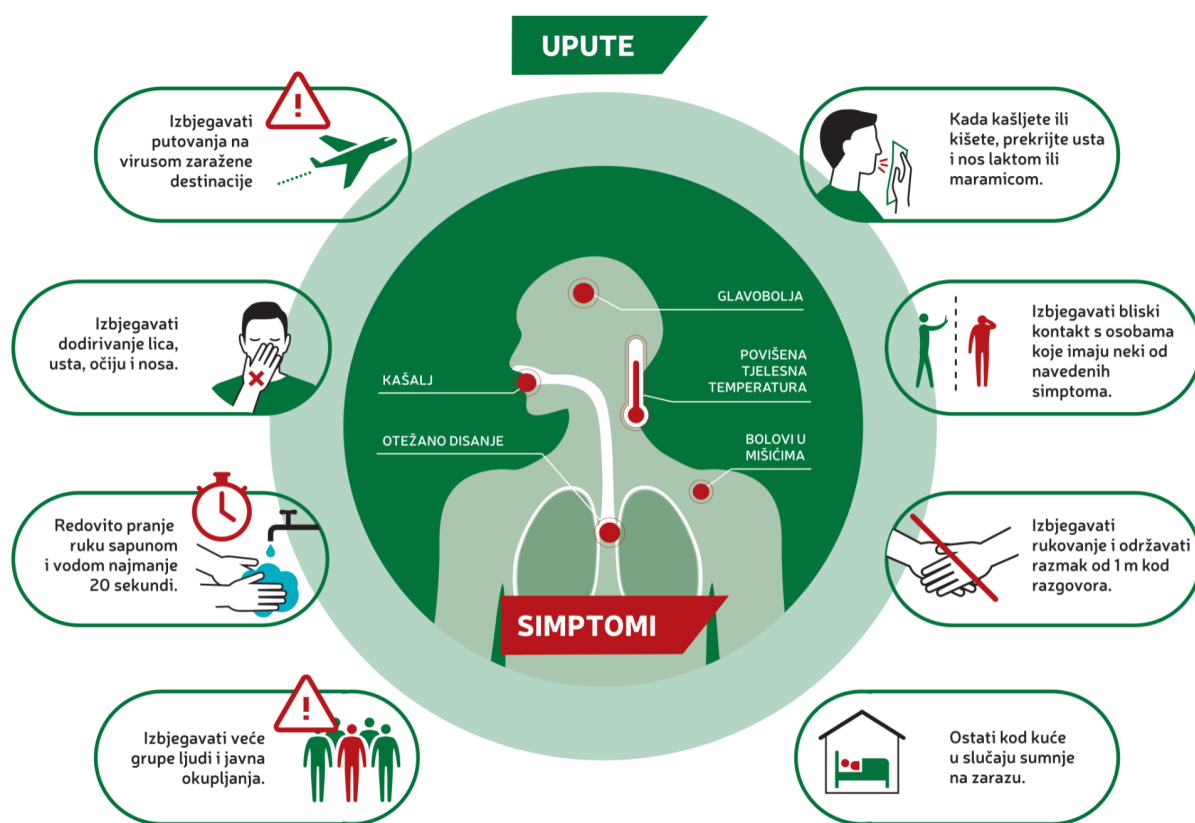 UPUTE
Izbjegavati
putovanja na
virusom zaražene
destinacije
Kada kašljete ili
kišete, prekrijte usta
i nos laktom ili
maramicom.
Izbjegavati
dodirivanje lica,
usta, očiju i nosa.
Izbjegavati bliski
kontakt s osobama
koje imaju neki od
navedenih
simptoma.
Redovito pranje
ruku sapunom
i vodom najmanje
20 sekundi.
Izbjegavati
rukovanje i održavati
razmak od 1 m kod
razgovora.
Izbjegavati veće
grupe ljudi i javna
okupljanja.
Ostati kod kuće
u slučaju sumnje
na zarazu.
GLAVOBOLJA
POVIŠENA
TJELESNA
TEMPERATURA
KAŠALJ
OTEŽANO DISANJE
BOLOVI U
MIŠIĆIMA
SIMPTOMI